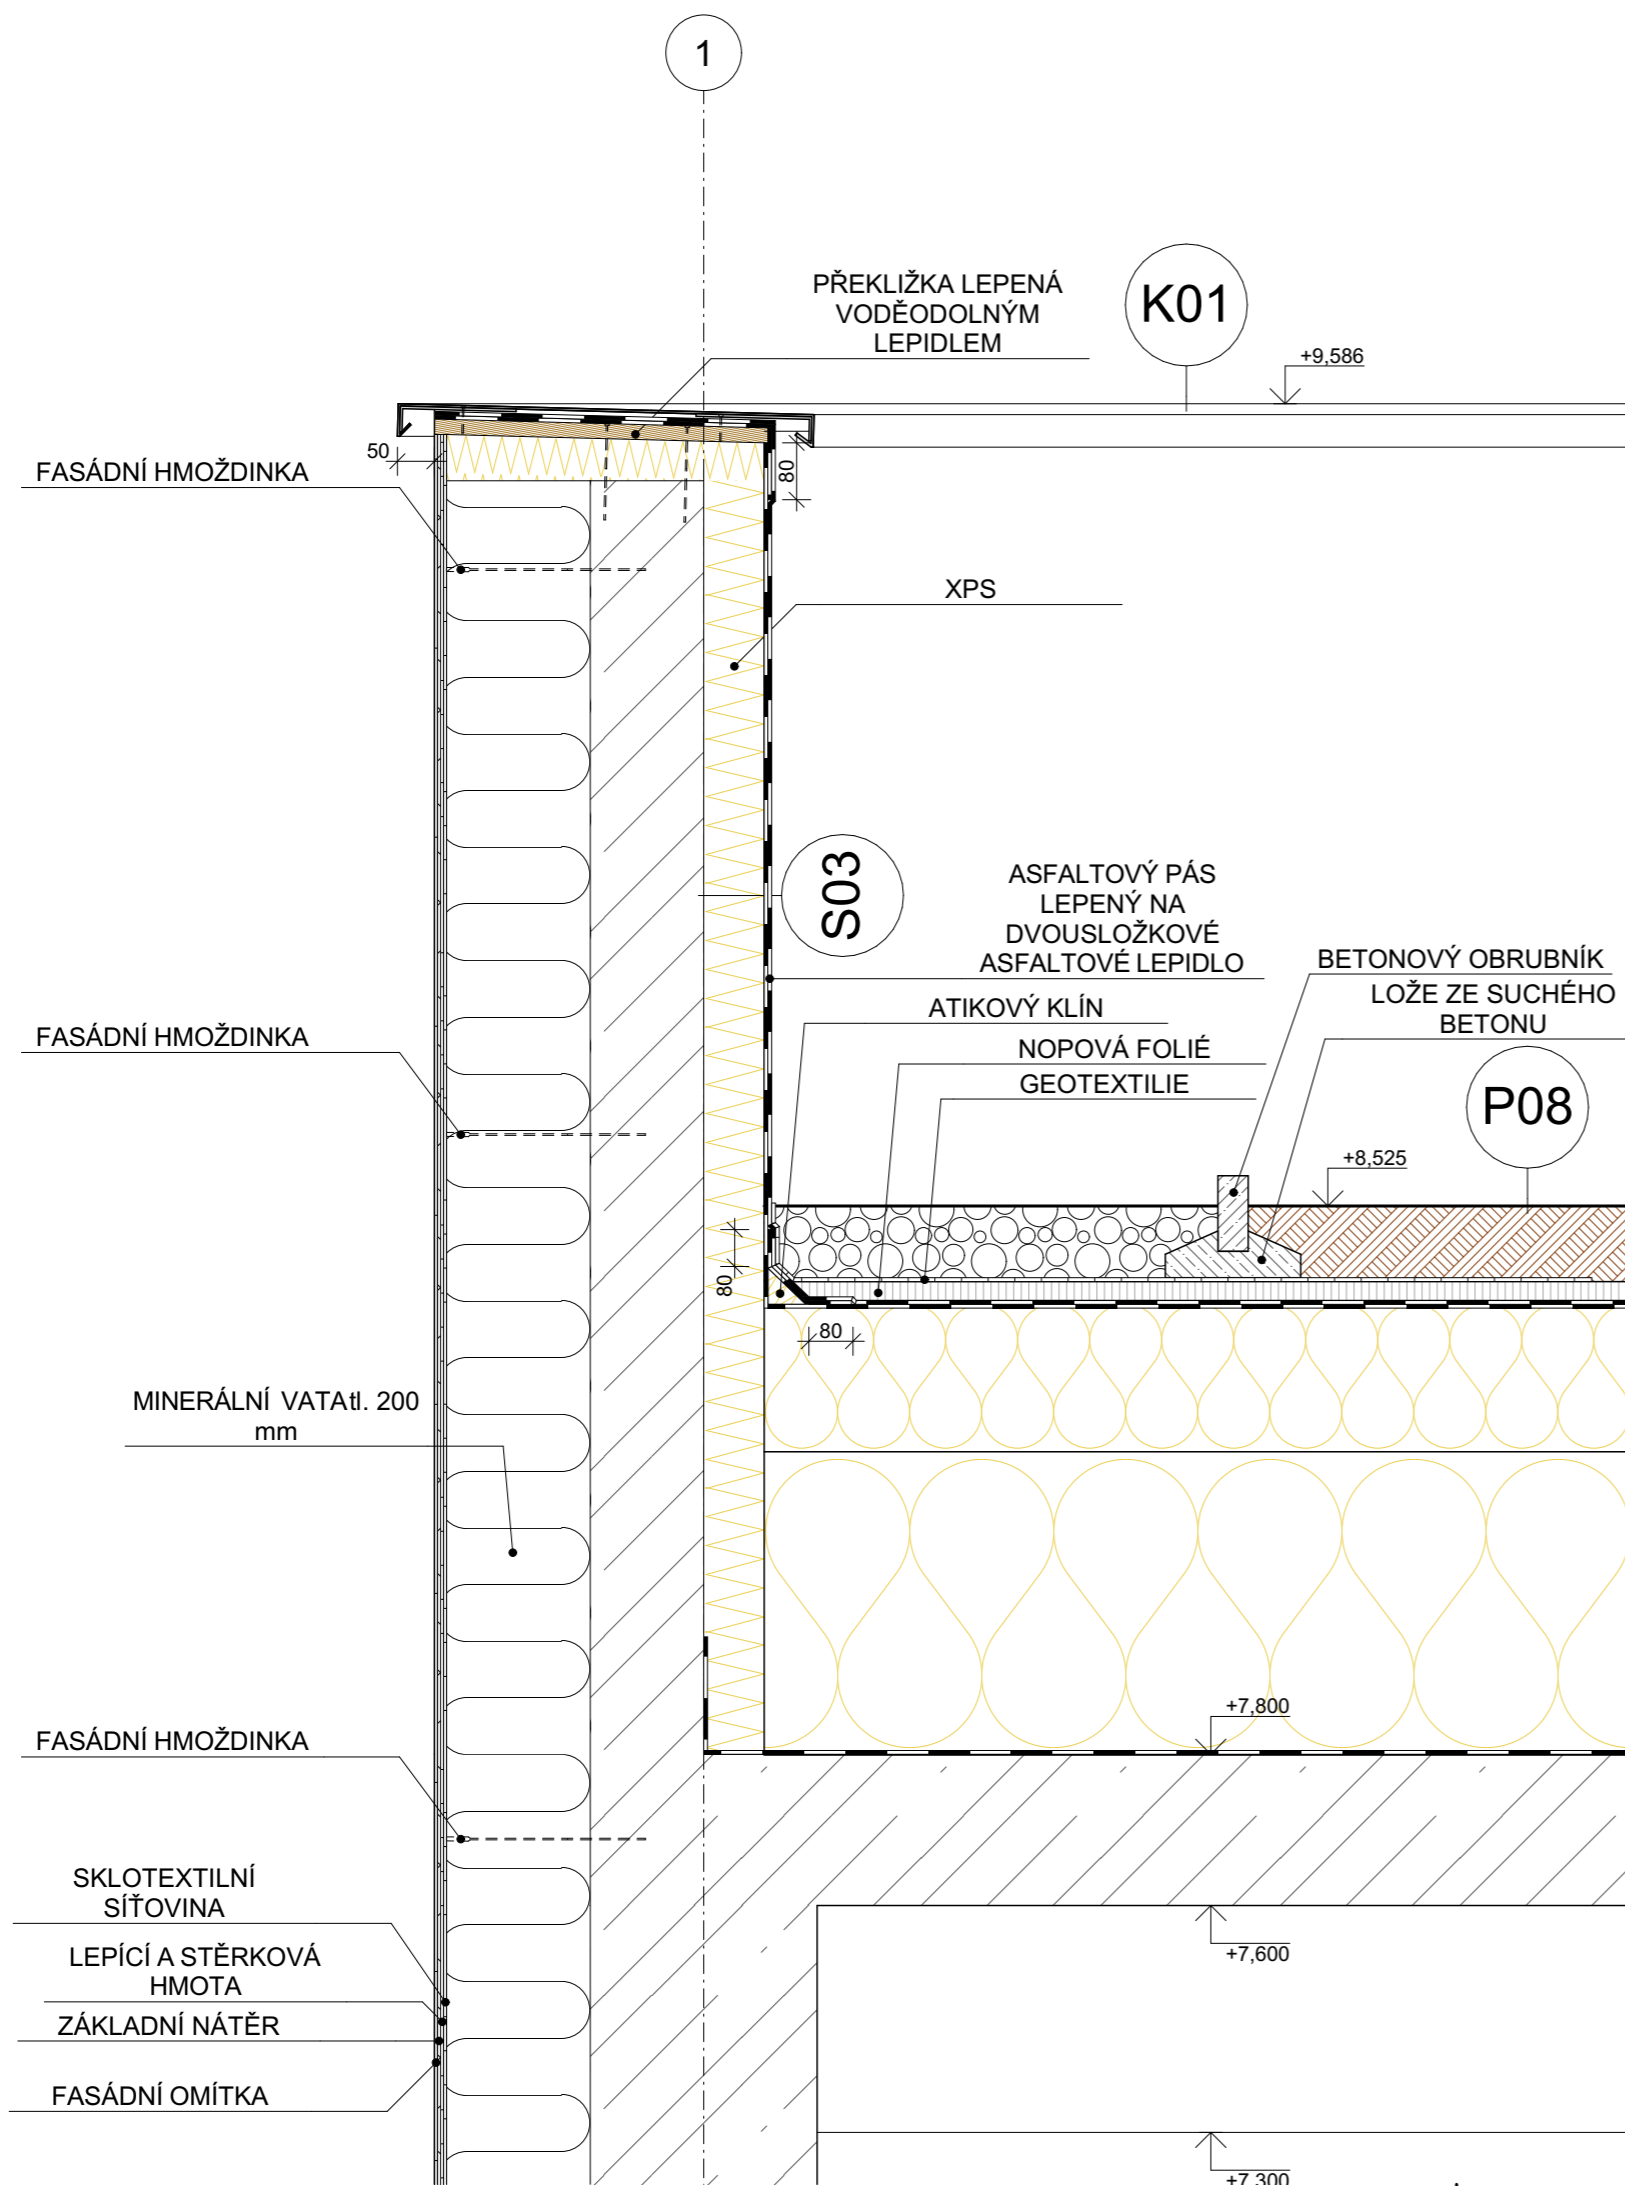 1
PŘEKLIŽKA LEPENÁ
VODĚODOLNÝM
LEPIDLEM
K01
+9,586
50
80
FASÁDNÍ HMOŽDINKA
XPS
S03
ASFALTOVÝ PÁS
LEPENÝ NA
DVOUSLOŽKOVÉ
ASFALTOVÉ LEPIDLO
BETONOVÝ OBRUBNÍK
LOŽE ZE SUCHÉHO
BETONU
ATIKOVÝ KLÍN
NOPOVÁ FOLIÉ
GEOTEXTILIE
FASÁDNÍ HMOŽDINKA
P08
+8,525
80
80
MINERÁLNÍ VATAtl. 200
mm
+7,800
FASÁDNÍ HMOŽDINKA
SKLOTEXTILNÍ
SÍŤOVINA
+7,600
LEPÍCÍ A STĚRKOVÁ
HMOTA
ZÁKLADNÍ NÁTĚR
FASÁDNÍ OMÍTKA
+7,300